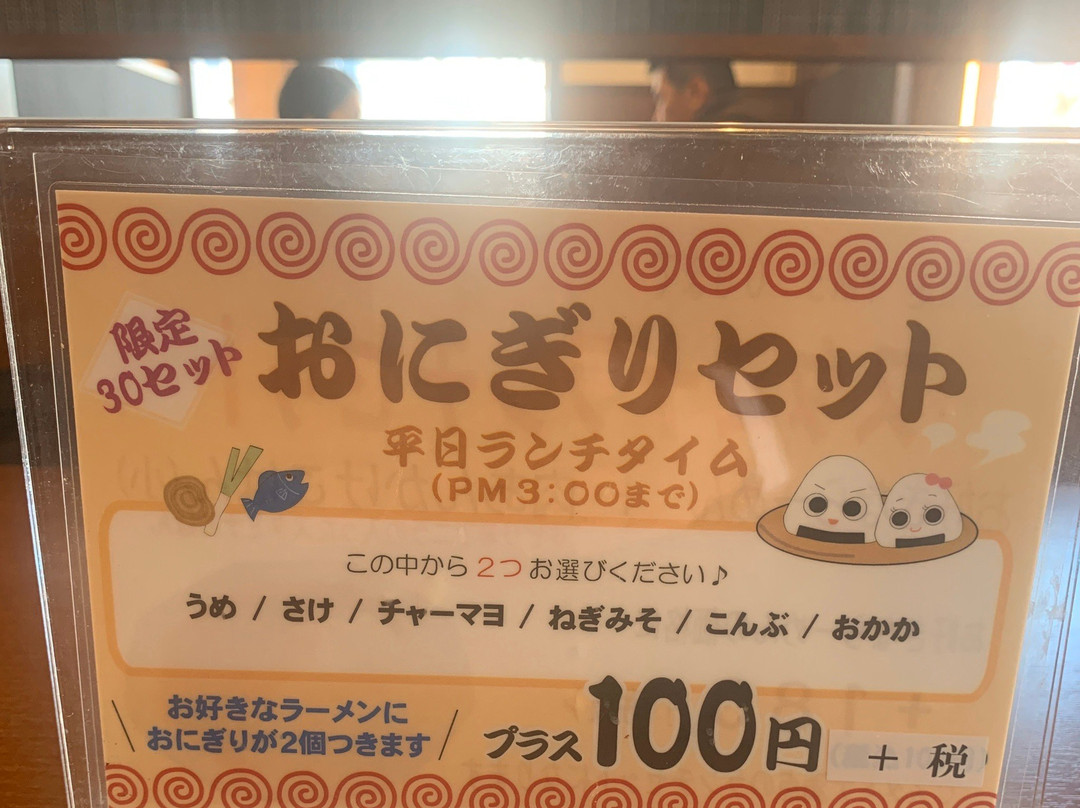 限定
30セット
おにぎりセット
平日ランチタイム
(PM3:00まで)
この中から2つお選びください♪
うめ / さけ / チャーマヨ / ねぎみそ / こんぶ / おかか
お好きなラーメンに
おにぎりが2個つきます
プラス100円 + 税